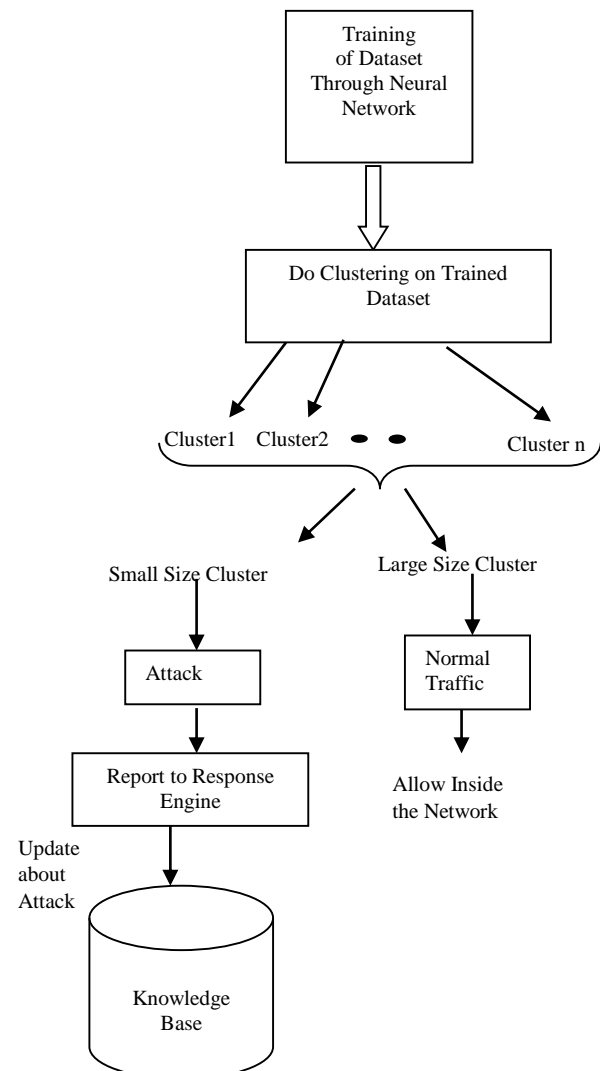 Training
of Dataset
Through Neural
Network
Do Clustering on Trained
Dataset
Cluster1 Cluster2 Cluster n
Small Size Cluster
Large Size Cluster
Attack
Normal
Traffic
Report to Response
Engine
Allow Inside
the Network
Update
about
Attack
Knowledge
Base